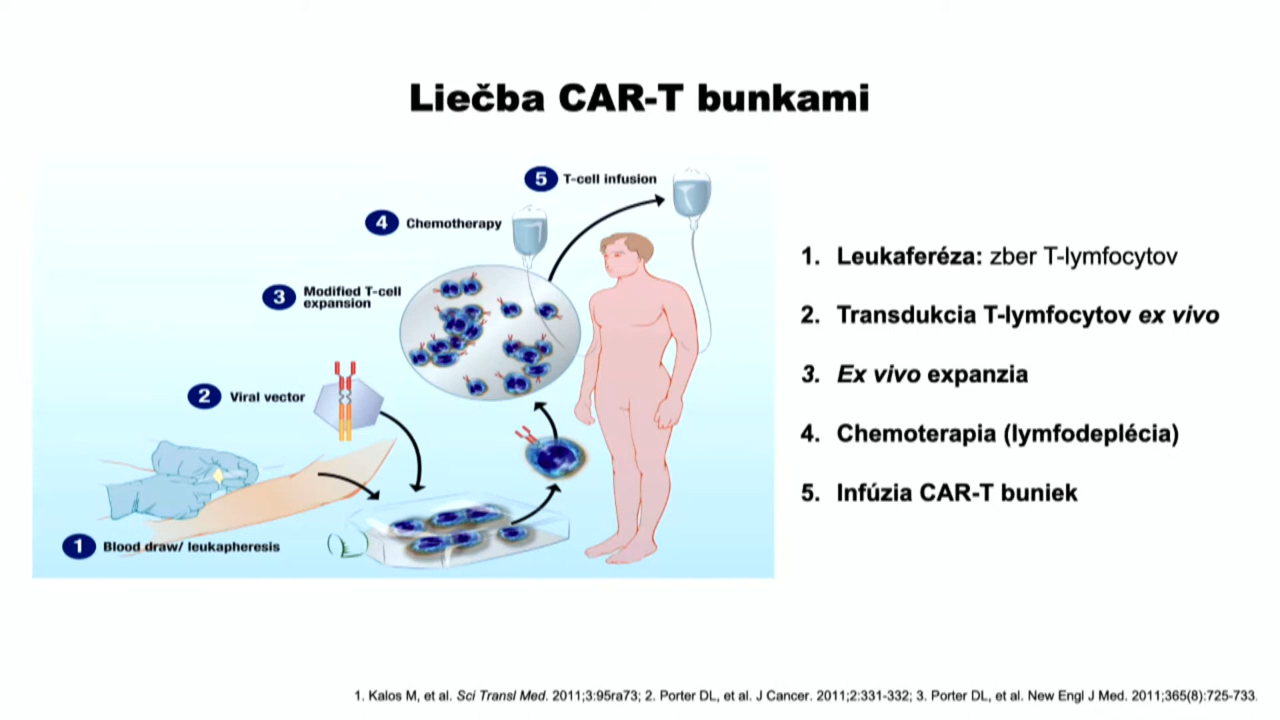 Liečba CAR-T bunkami
5 T-cell infusion
4 Chemotherapy
3 Modified T-cell
expansion
2 Viral vector
1 Blood draw/ leukapheresis
1. Leukaferéza: zber T-lymfocytov
2. Transdukcia T-lymfocytov ex vivo
3. Ex vivo expanzia
4. Chemoterapia (lymfodeplécia)
5. Infúzia CAR-T buniek
1. Kalos M, et al. Sci Transl Med. 2011;3:95ra73; 2. Porter DL, et al. J Cancer. 2011;2:331-332; 3. Porter DL, et al. New Engl J Med. 2011;365(8):725-733.